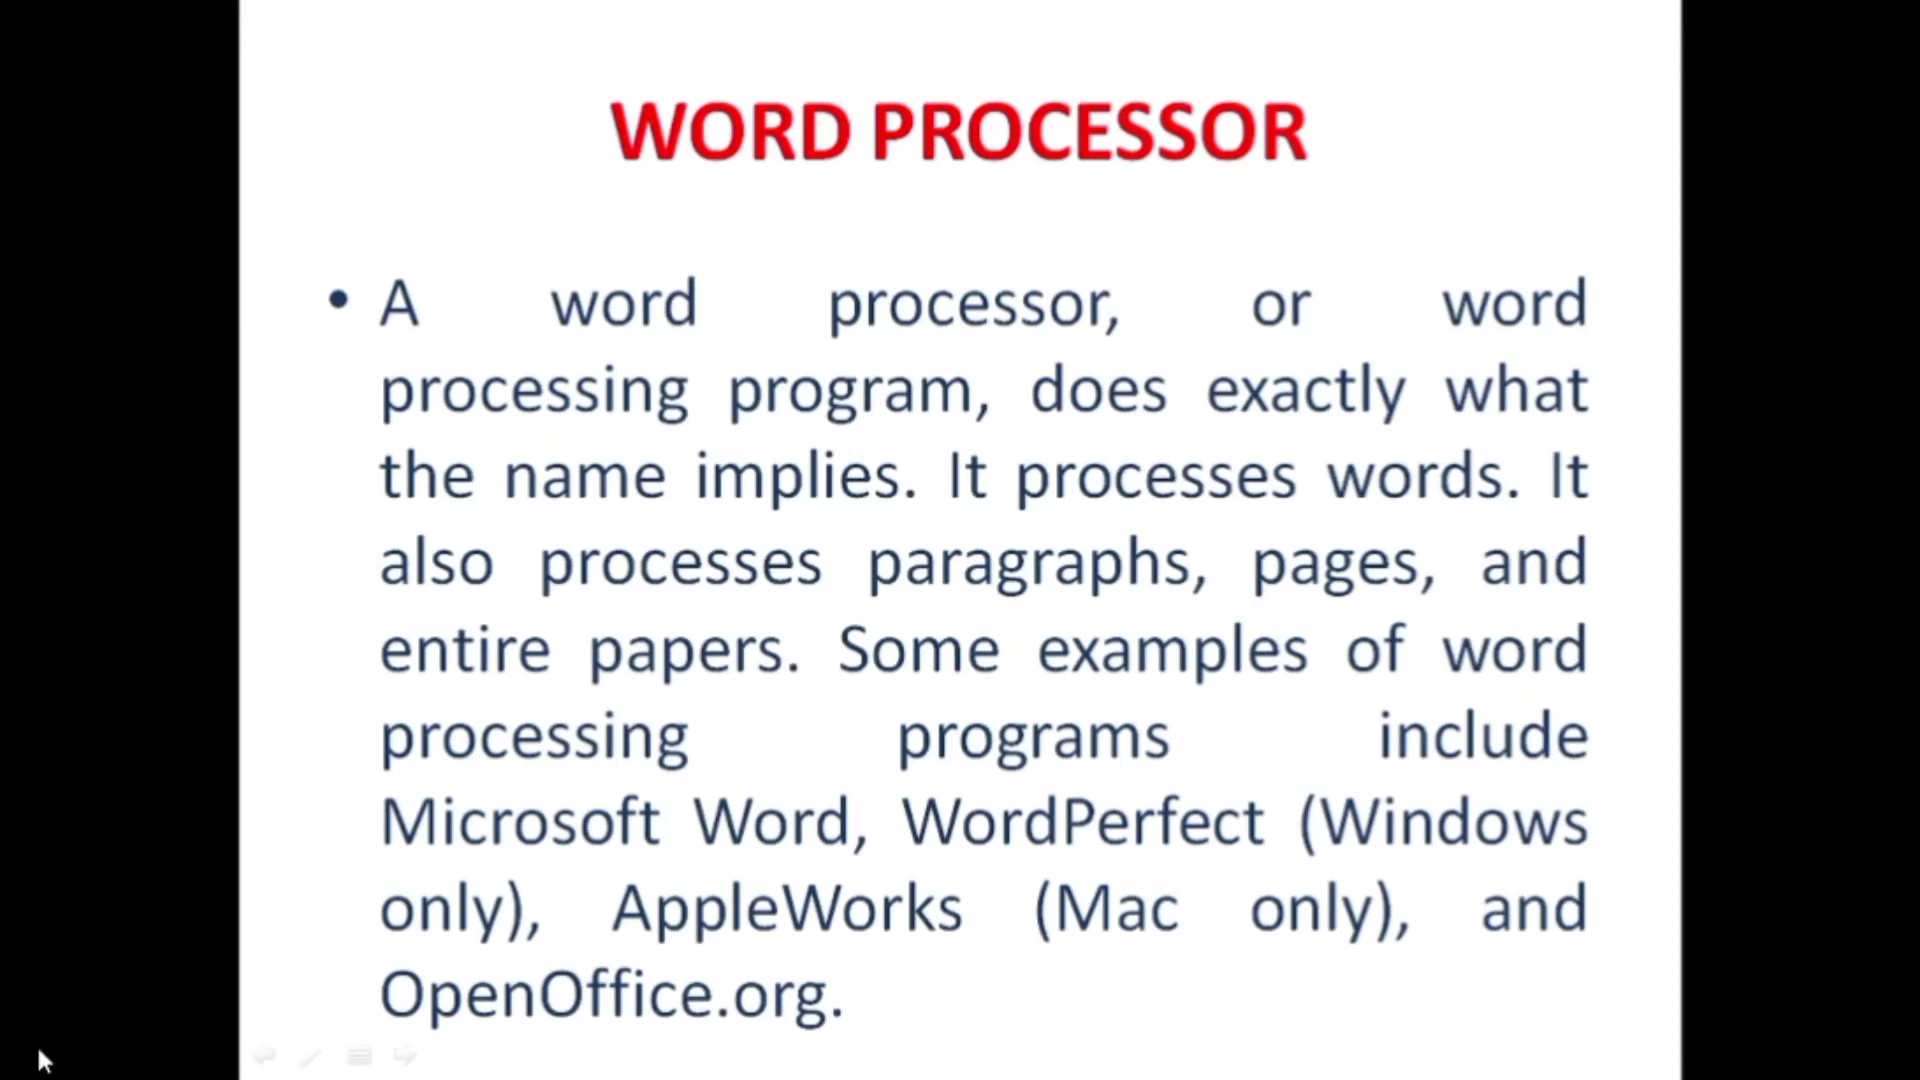 WORD PROCESSOR
• A word processor, or word
processing program, does exactly what
the name implies. It processes words. It
also processes paragraphs, pages, and
entire papers. Some examples of word
processing programs include
Microsoft Word, WordPerfect (Windows
only), AppleWorks (Mac only), and
OpenOffice.org.